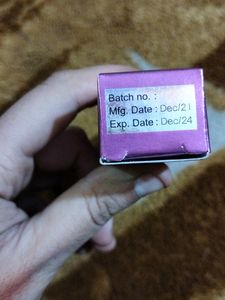 Batch no. :
Mfg. Date : Dec/21
Exp. Date : Dec/24